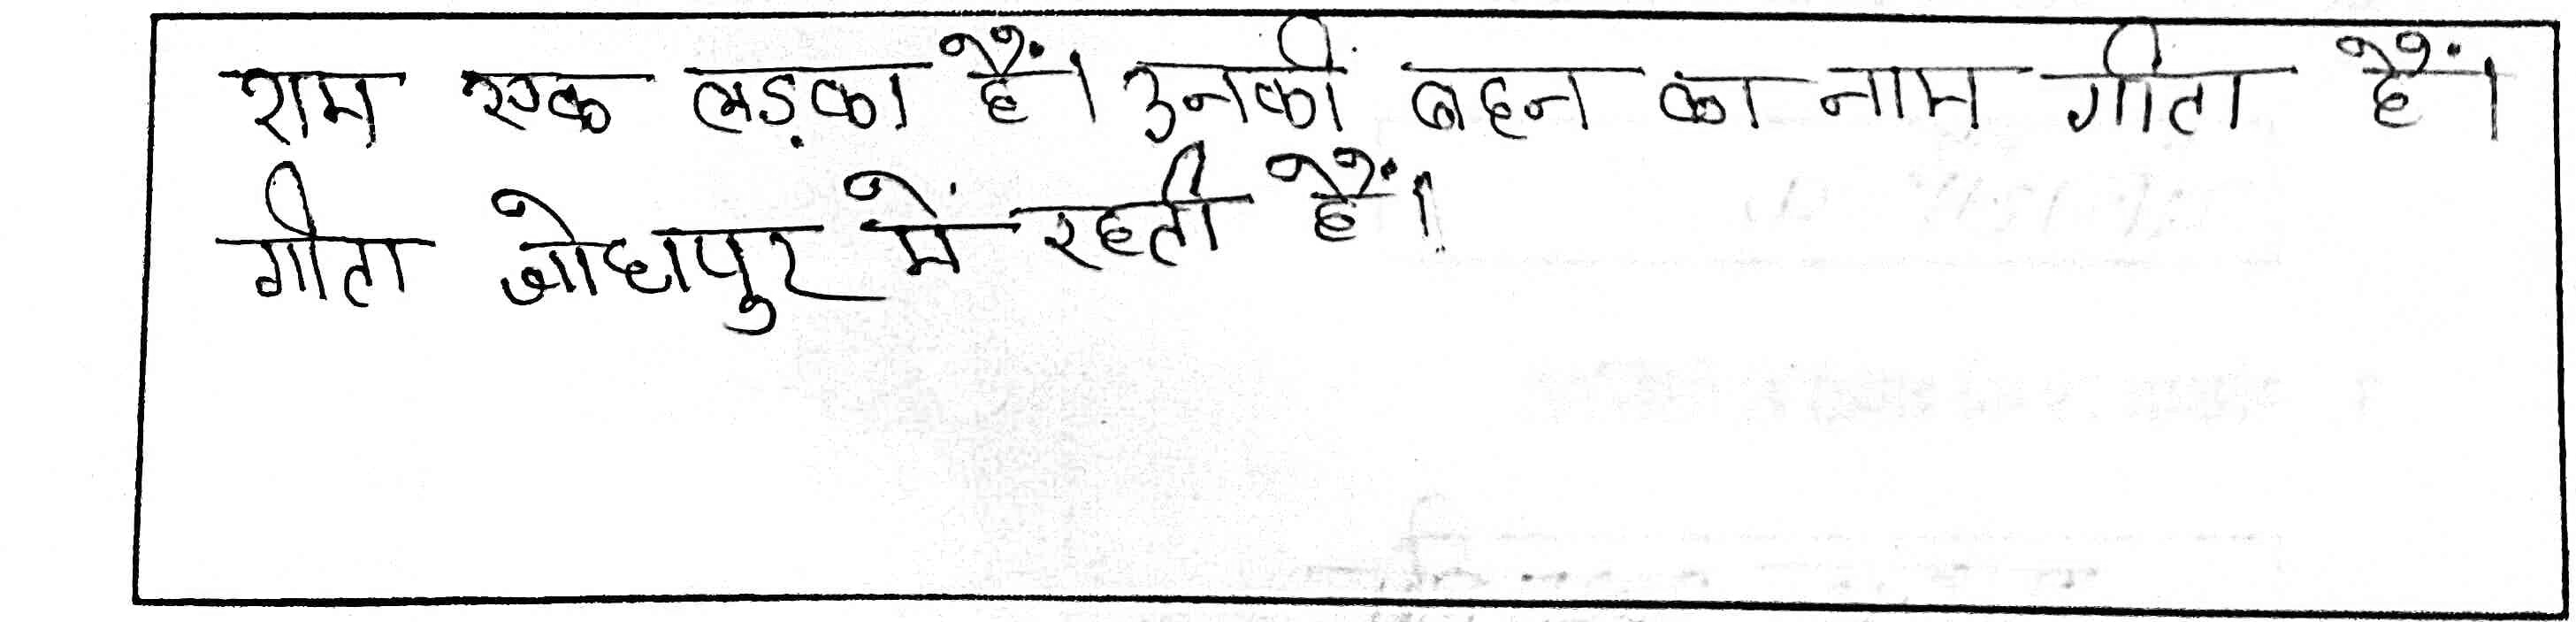 राम एक लड़का हैं। उनकीं बहन का नाम गीता हैं।
गीता जोधपुर में रहती हैं।